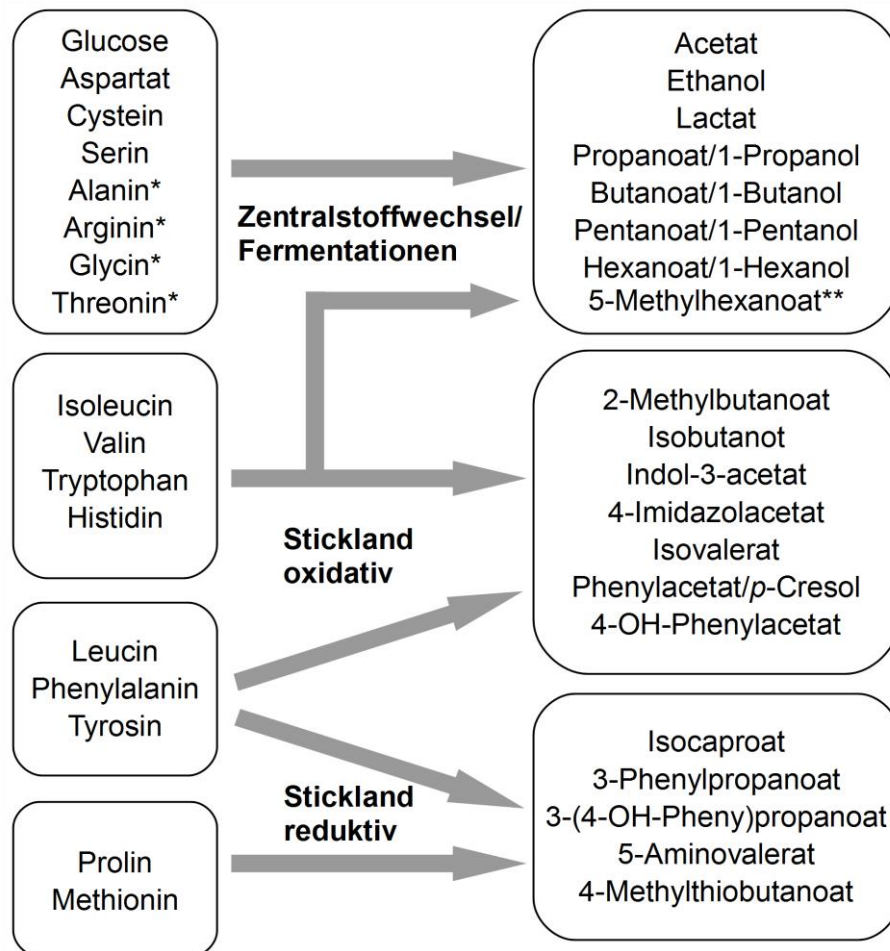 Glucose
Aspartat
Cystein
Serin
Alanin*
Arginin*
Glycin*
Threonin*
Zentralstoffwechsel/
Fermentationen
Acetat
Ethanol
Lactat
Propanoat/1-Propanol
Butanoat/1-Butanol
Pentanoat/1-Pentanol
Hexanoat/1-Hexanol
5-Methylhexanoat**
Isoleucin
Valin
Tryptophan
Histidin
Stickland
oxidativ
2-Methylbutanoat
Isobutanot
Indol-3-acetat
4-Imidazolacetat
Isovalerat
Phenylacetat/p-Cresol
4-OH-Phenylacetat
Leucin
Phenylalanin
Tyrosin
Stickland
reduktiv
Isocaproat
3-Phenylpropanoat
3-(4-OH-Pheny)propanoat
5-Aminovalerat
4-Methylthiobutanoat
Prolin
Methionin